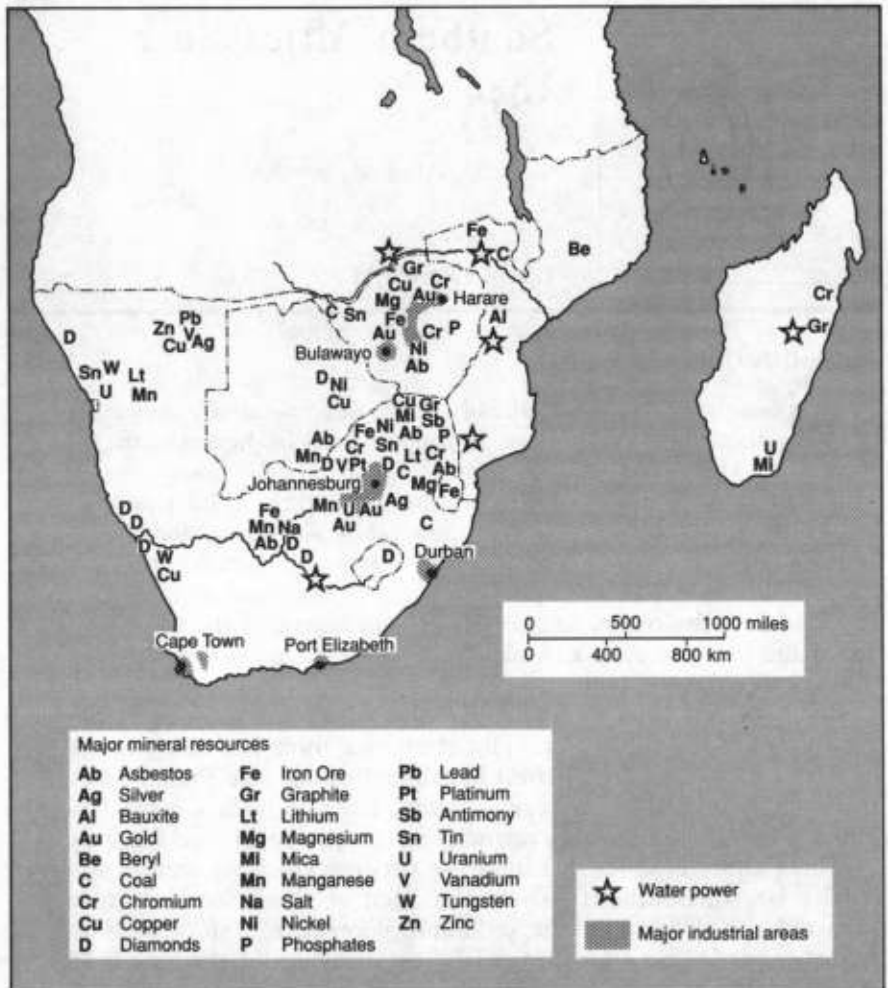 Fe
C
Be
Gr
Cu
Cr
Mg
Au
Harare
C
Sn
Fe
Cr
P
Al
Au
Ni
Ab
Bulawayo
Pb
Zn
V
Cu
Ag
D
Sn
W
U
Lt
Mn
D
Ni
Cu
Cu
Gr
Mi
Sb
Fe
Ni
Ab
P
Ab
Cr
Sn
Lt
Cr
Mn
D
V
Pt
D
C
Ab
Johannesburg
Mg
Fe
Mn
U
Au
Ag
Au
C
Fe
Mn
Na
Ab
D
D
D
D
D
D
W
Cu
Durban
Cape Town
Port Elizabeth
Cr
Gr
U
Mi
0 500 1000 miles
0 400 800 km
Major mineral resources
Ab Asbestos Fe Iron Ore Pb Lead
Ag Silver Gr Graphite Pt Platinum
Al Bauxite Lt Lithium Sb Antimony
Au Gold Mg Magnesium Sn Tin
Be Beryl Mi Mica U Uranium
C Coal Mn Manganese V Vanadium
Cr Chromium Na Salt W Tungsten
Cu Copper Ni Nickel Zn Zinc
D Diamonds P Phosphates
Water power
Major industrial areas